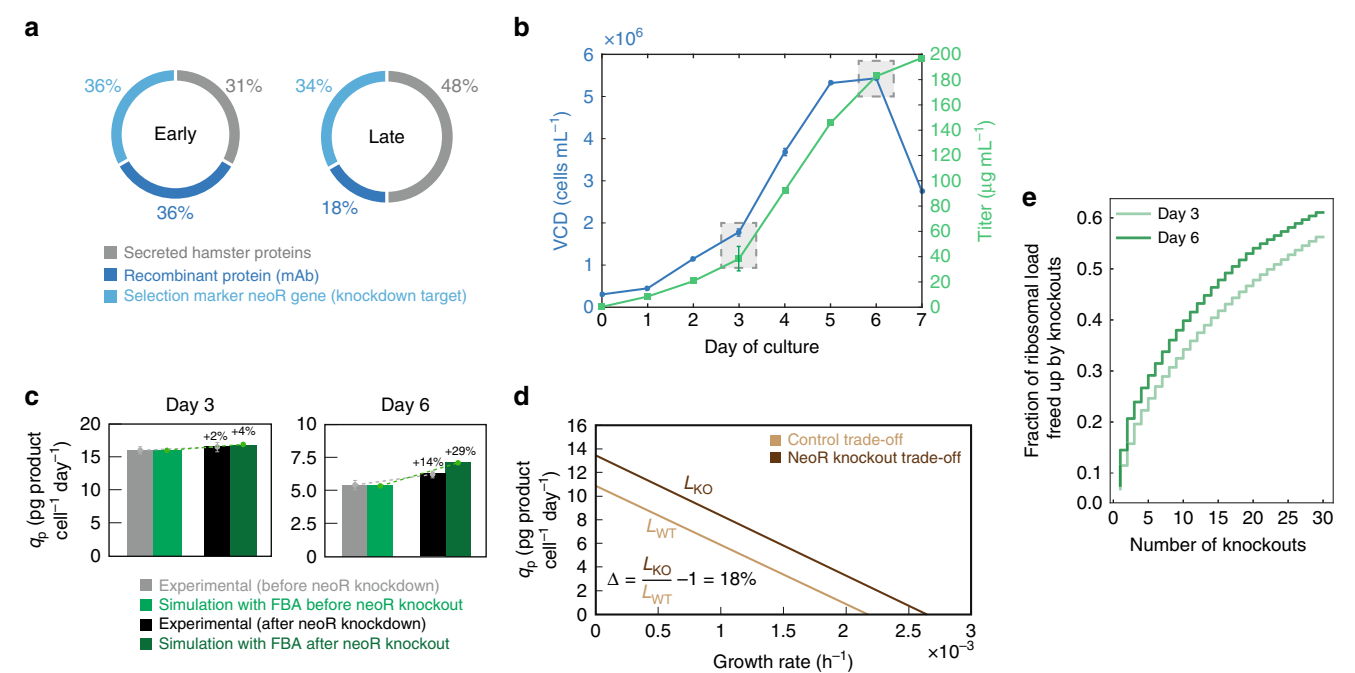 a
36%
31%
Early
36%
34%
48%
Late
18%
Secreted hamster proteins
Recombinant protein (mAb)
Selection marker neoR gene (knockdown target)
b
×10⁶
6
5
4
3
2
1
0
VCD (cells mL⁻¹)
200
180
160
140
120
100
80
60
40
20
0
Titer (µg mL⁻¹)
0 1 2 3 4 5 6 7
Day of culture
c
Day 3
20
15
10
5
0
qp (pg product
cell⁻¹ day⁻¹)
+2%
+4%
Day 6
10
7.5
5.0
2.5
0
+14%
+29%
Experimental (before neoR knockdown)
Simulation with FBA before neoR knockout
Experimental (after neoR knockdown)
Simulation with FBA after neoR knockout
d
16
14
12
10
8
6
4
2
0
qp (pg product
cell⁻¹ day⁻¹)
Control trade-off
NeoR knockout trade-off
L_KO
L_WT
Δ = L_KO / L_WT −1 = 18%
0 0.5 1 1.5 2 2.5 3
×10⁻³
Growth rate (h⁻¹)
e
Day 3
Day 6
0.6
0.5
0.4
0.3
0.2
0.1
0.0
Fraction of ribosomal load
freed up by knockouts
0 5 10 15 20 25 30
Number of knockouts